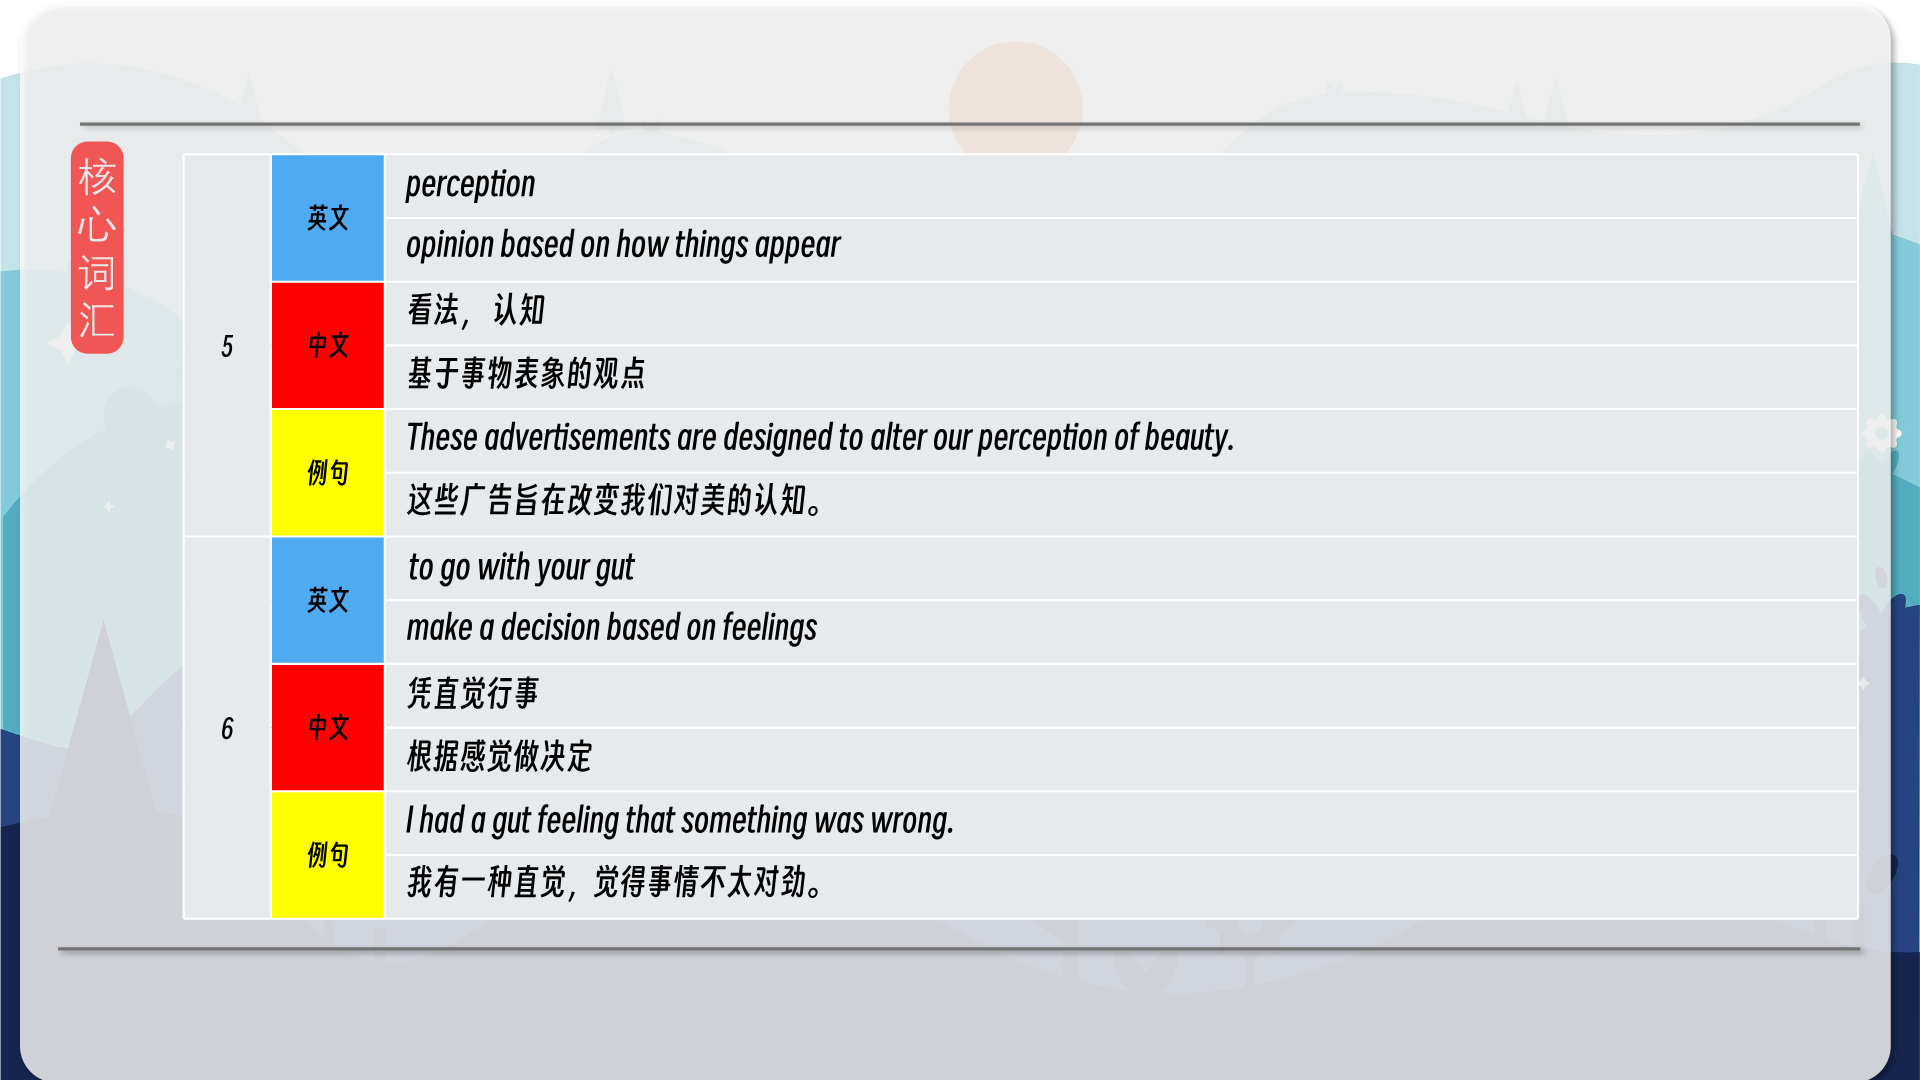 核心词汇
5
英文
perception
opinion based on how things appear
中文
看法， 认知
基于事物表象的观点
例句
These advertisements are designed to alter our perception of beauty.
这些广告旨在改变我们对美的认知。
6
英文
to go with your gut
make a decision based on feelings
中文
凭直觉行事
根据感觉做决定
例句
I had a gut feeling that something was wrong.
我有一种直觉，觉得事情不太对劲。